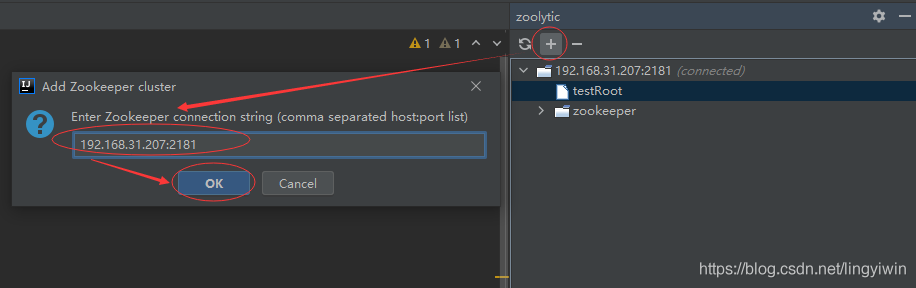 zoolytic
1 1
Add Zookeeper cluster
192.168.31.207:2181 (connected)
testRoot
zookeeper
Enter Zookeeper connection string (comma separated host:port list)
192.168.31.207:2181
OK Cancel
https://blog.csdn.net/lingyiwin